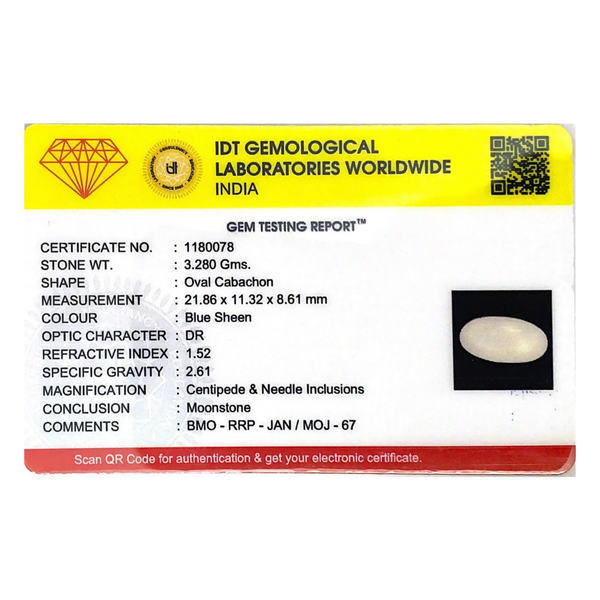 IDT GEMOLOGICAL
LABORATORIES WORLDWIDE
INDIA
idt
GEM TESTING REPORT™
CERTIFICATE NO. : 1180078
STONE WT. : 3.280 Gms.
SHAPE : Oval Cabachon
MEASUREMENT : 21.86 x 11.32 x 8.61 mm
COLOUR : Blue Sheen
OPTIC CHARACTER : DR
REFRACTIVE INDEX : 1.52
SPECIFIC GRAVITY : 2.61
MAGNIFICATION : Centipede & Needle Inclusions
CONCLUSION : Moonstone
COMMENTS : BMO - RRP - JAN / MOJ - 67
Scan QR Code for authentication & get your electronic certificate.